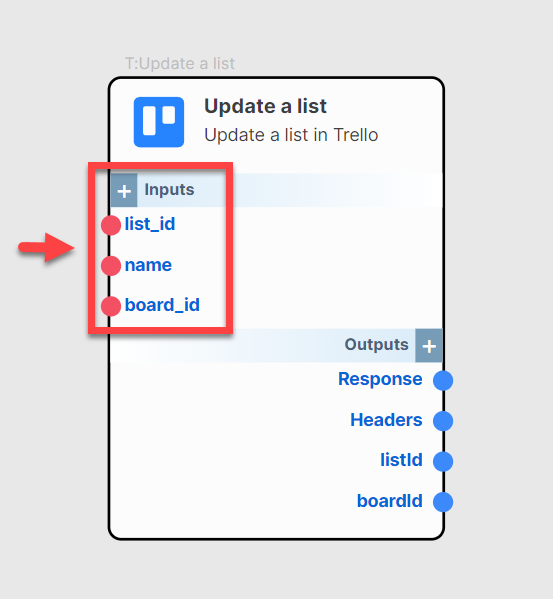 T:Update a list
Update a list
Update a list in Trello
+ Inputs
list_id
name
board_id
Outputs +
Response
Headers
listId
boardId